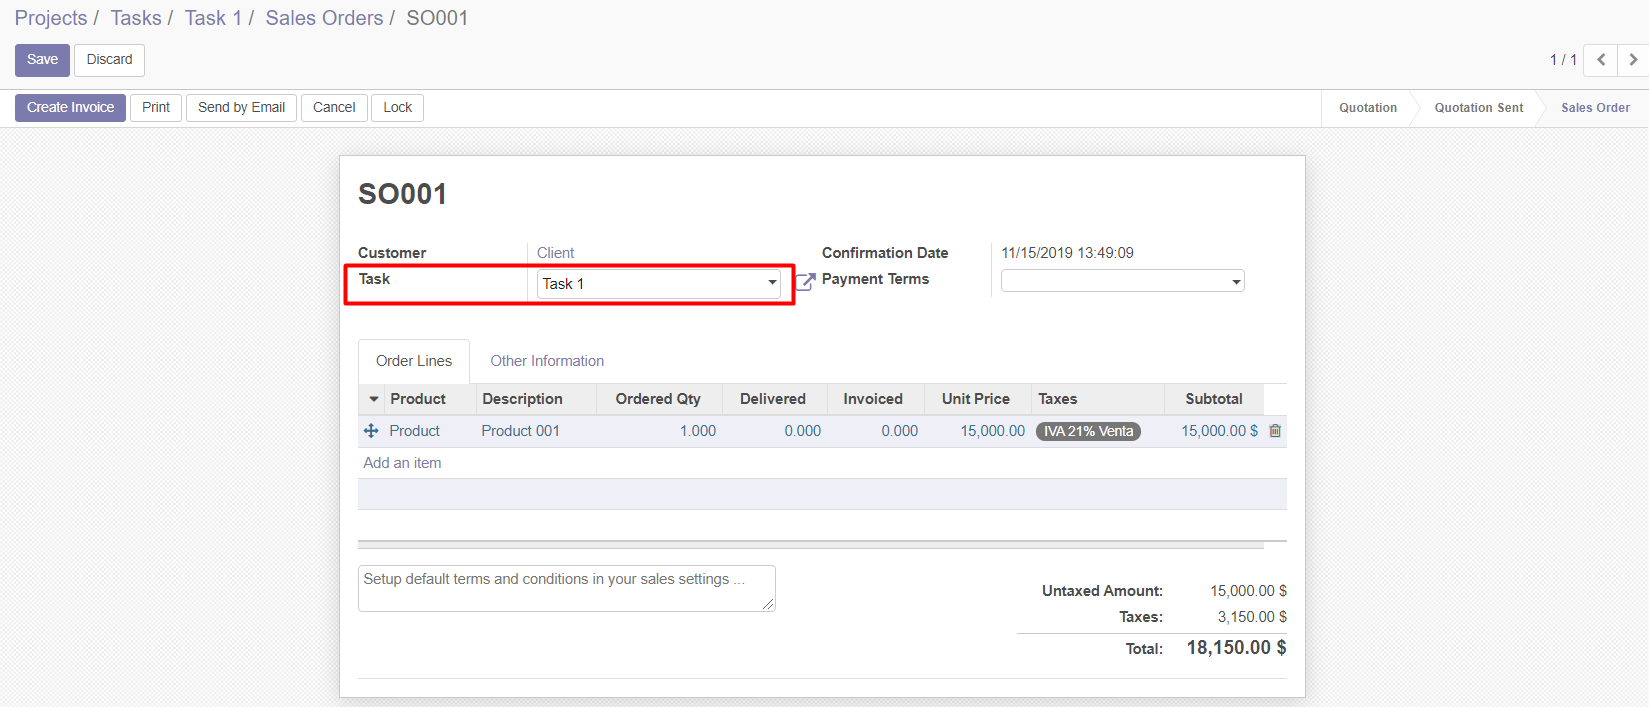 Projects / Tasks / Task 1 / Sales Orders / SO001
Save Discard 1 / 1
Create Invoice Print Send by Email Cancel Lock Quotation Quotation Sent Sales Order
SO001
Customer Client Confirmation Date 11/15/2019 13:49:09
Task Task 1 Payment Terms
Order Lines Other Information
Product Description Ordered Qty Delivered Invoiced Unit Price Taxes Subtotal
Product Product 001 1.000 0.000 0.000 15,000.00 IVA 21% Venta 15,000.00 $
Add an item
Setup default terms and conditions in your sales settings ...
Untaxed Amount: 15,000.00 $
Taxes: 3,150.00 $
Total: 18,150.00 $